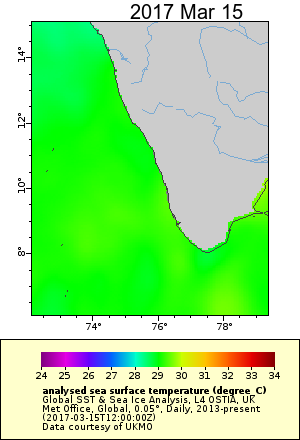 2017 Mar 15
14°
12°
10°
8°
74° 76° 78°
24 25 26 27 28 29 30 31 32 33 34
analysed sea surface temperature (degree_C)
Global SST & Sea Ice Analysis, L4 OSTIA, UK
Met Office, Global, 0.05°, Daily, 2013-present
(2017-03-15T12:00:00Z)
Data courtesy of UKMO